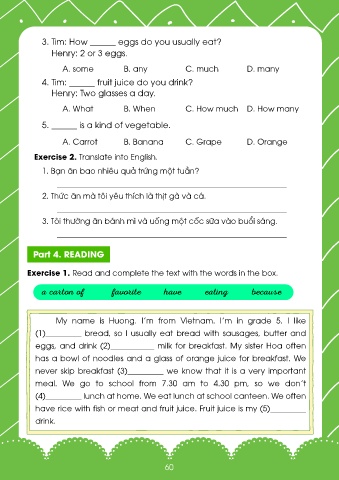 3. Tim: How ______ eggs do you usually eat?
Henry: 2 or 3 eggs.
A. some B. any C. much D. many
4. Tim: ______ fruit juice do you drink?
Henry: Two glasses a day.
A. What B. When C. How much D. How many
5. ______ is a kind of vegetable.
A. Carrot B. Banana C. Grape D. Orange
Exercise 2. Translate into English.
1. Bạn ăn bao nhiêu quả trứng một tuần?
2. Thức ăn mà tôi yêu thích là thịt gà và cá.
3. Tôi thường ăn bánh mì và uống một cốc sữa vào buổi sáng.
Part 4. READING
Exercise 1. Read and complete the text with the words in the box.
a carton of favorite have eating because
My name is Huong. I'm from Vietnam. I'm in grade 5. I like
(1)________ bread, so I usually eat bread with sausages, butter and
eggs, and drink (2)__________ milk for breakfast. My sister Hoa often
has a bowl of noodles and a glass of orange juice for breakfast. We
never skip breakfast (3)________ we know that it is a very important
meal. We go to school from 7.30 am to 4.30 pm, so we don't
(4)________ lunch at home. We eat lunch at school canteen. We often
have rice with fish or meat and fruit juice. Fruit juice is my (5)________
drink.
60